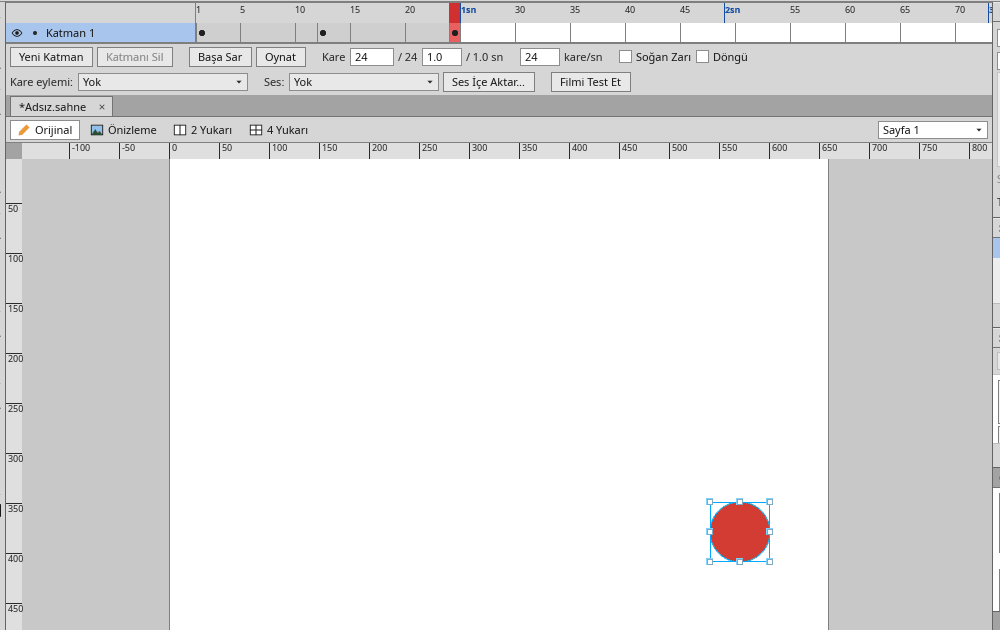 1 5 10 15 20 1sn 30 35 40 45 2sn 55 60 65 70
Katman 1
Yeni Katman Katmanı Sil Başa Sar Oynat Kare 24 / 24 1.0 / 1.0 sn 24 kare/sn Soğan Zarı Döngü
Kare eylemi: Yok Ses: Yok Ses İçe Aktar... Filmi Test Et
*Adsız.sahne ×
Orijinal Önizleme 2 Yukarı 4 Yukarı Sayfa 1
-100 -50 0 50 100 150 200 250 300 350 400 450 500 550 600 650 700 750 800
50
100
150
200
250
300
350
400
450